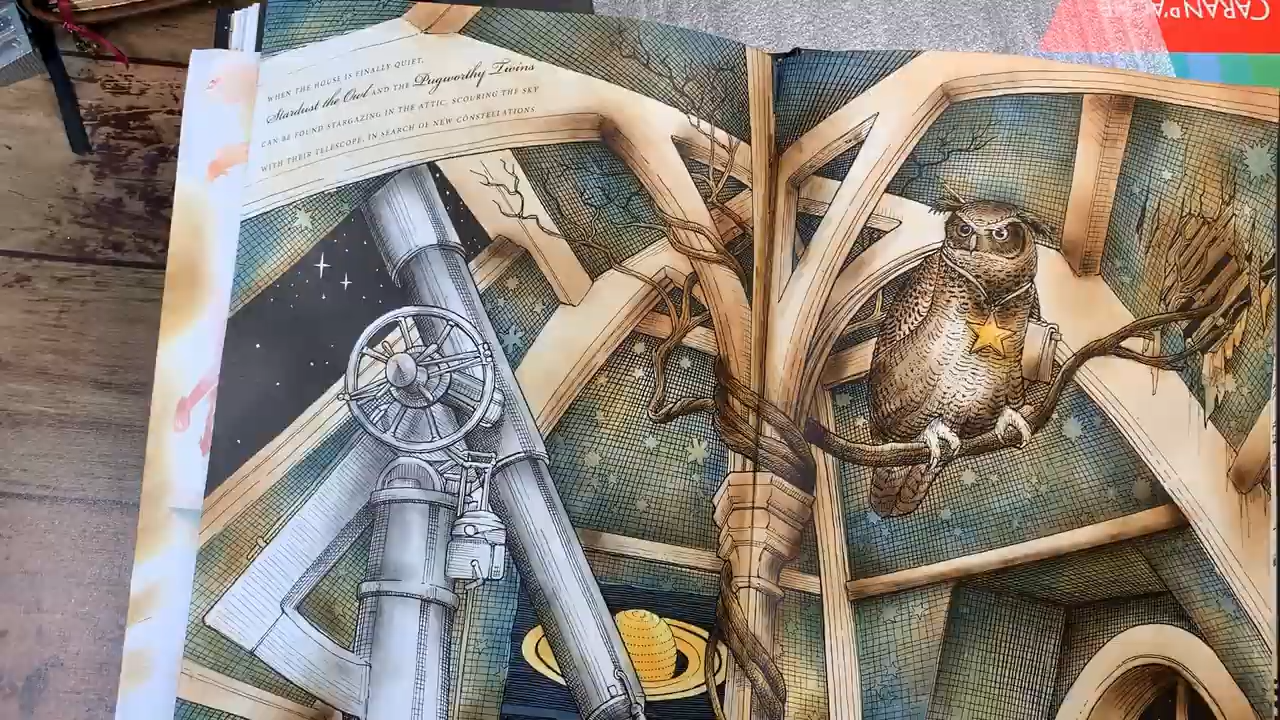 WHEN THE HOUSE IS FINALLY QUIET,
Stardust the Owl AND THE Pugworthy Twins
CAN BE FOUND STARGAZING IN THE ATTIC, SCOURING THE SKY
WITH THEIR TELESCOPE, IN SEARCH OF NEW CONSTELLATIONS.
CARAN D'ACHE